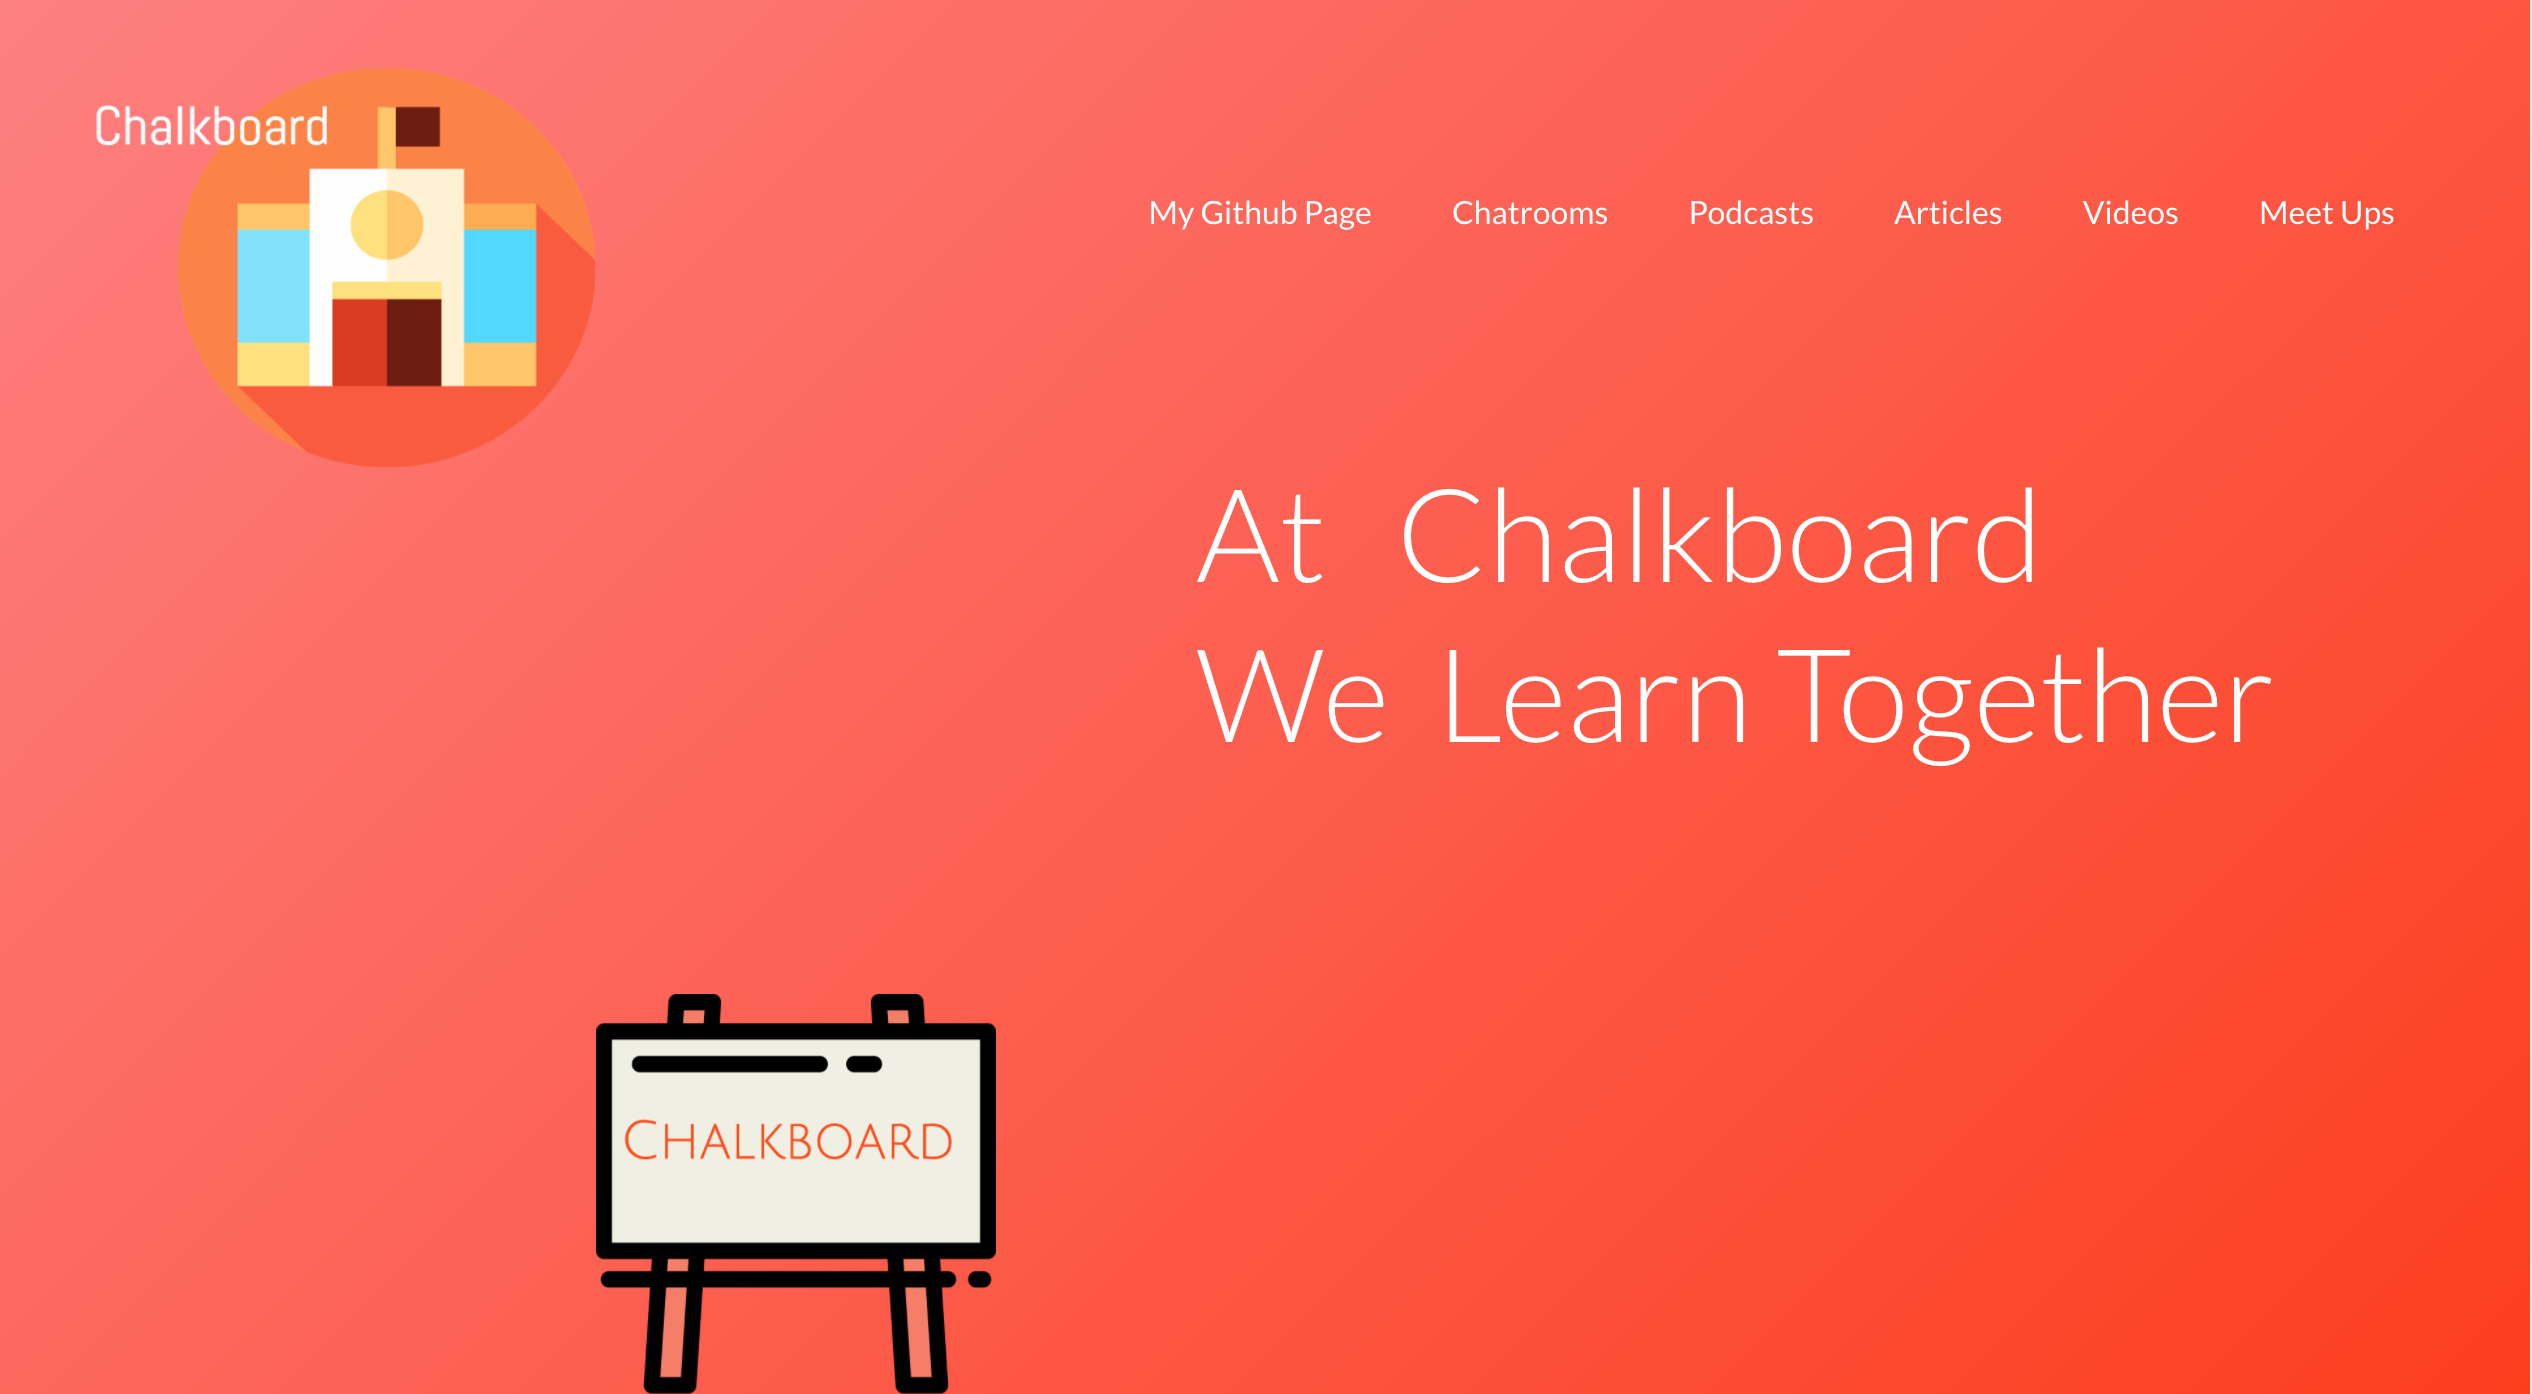 Chalkboard
My Github Page Chatrooms Podcasts Articles Videos Meet Ups
At Chalkboard
We Learn Together
CHALKBOARD